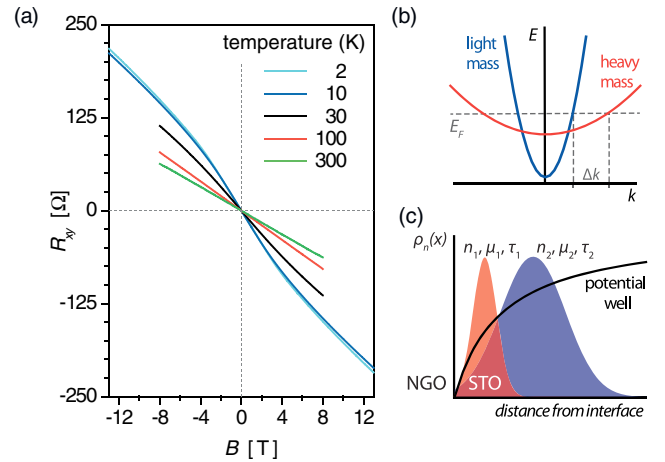 (a)
temperature (K)
2
10
30
100
300
250
125
0
-125
-250
R_xy [Ω]
-12 -8 -4 0 4 8 12
B [T]
(b)
E
light
mass
heavy
mass
E_F
Δk
k
(c)
ρ_n(x)
n_1, μ_1, τ_1 n_2, μ_2, τ_2
potential
well
NGO
STO
distance from interface